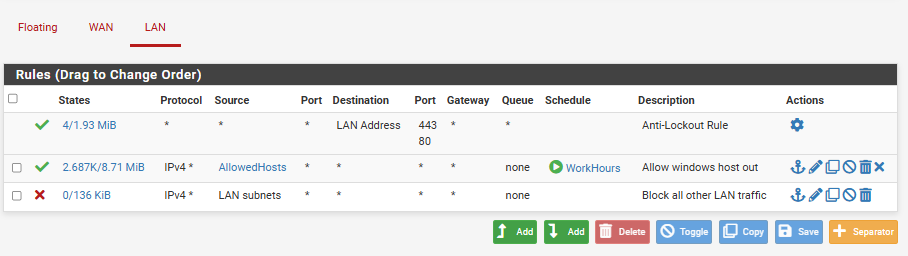 Floating WAN LAN
Rules (Drag to Change Order)
States Protocol Source Port Destination Port Gateway Queue Schedule Description Actions
4/1.93 MiB * * * LAN Address 443 * * Anti-Lockout Rule
80
2.687K/8.71 MiB IPv4 * AllowedHosts * * * * none WorkHours Allow windows host out
0/136 KiB IPv4 * LAN subnets * * * * none Block all other LAN traffic
Add Add Delete Toggle Copy Save Separator